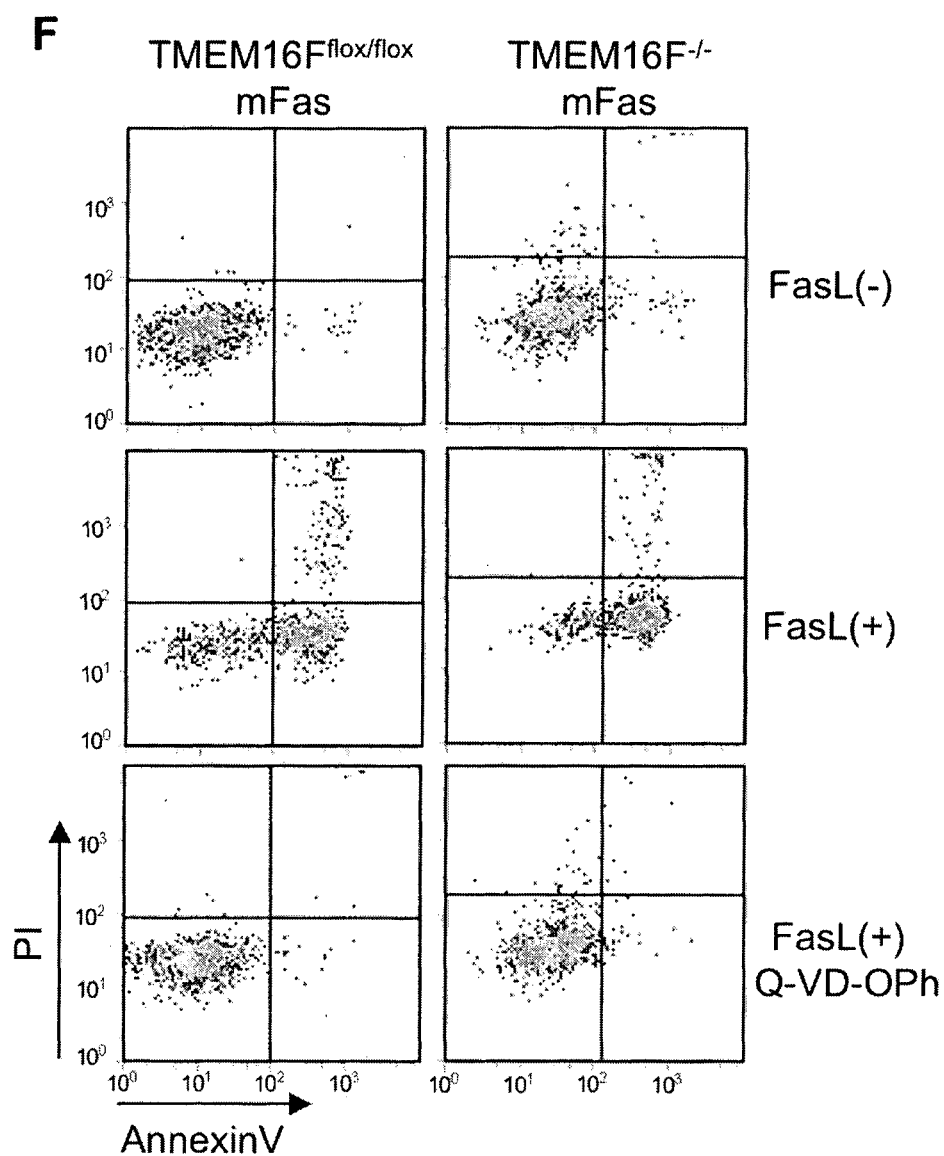 F
TMEM16Fflox/flox
mFas
TMEM16F-/-
mFas
10³
10²
10¹
10⁰
FasL(-)
10³
10²
10¹
10⁰
FasL(+)
10³
10²
10¹
10⁰
FasL(+)
Q-VD-OPh
PI
10⁰ 10¹ 10² 10³
10⁰ 10¹ 10² 10³
AnnexinV